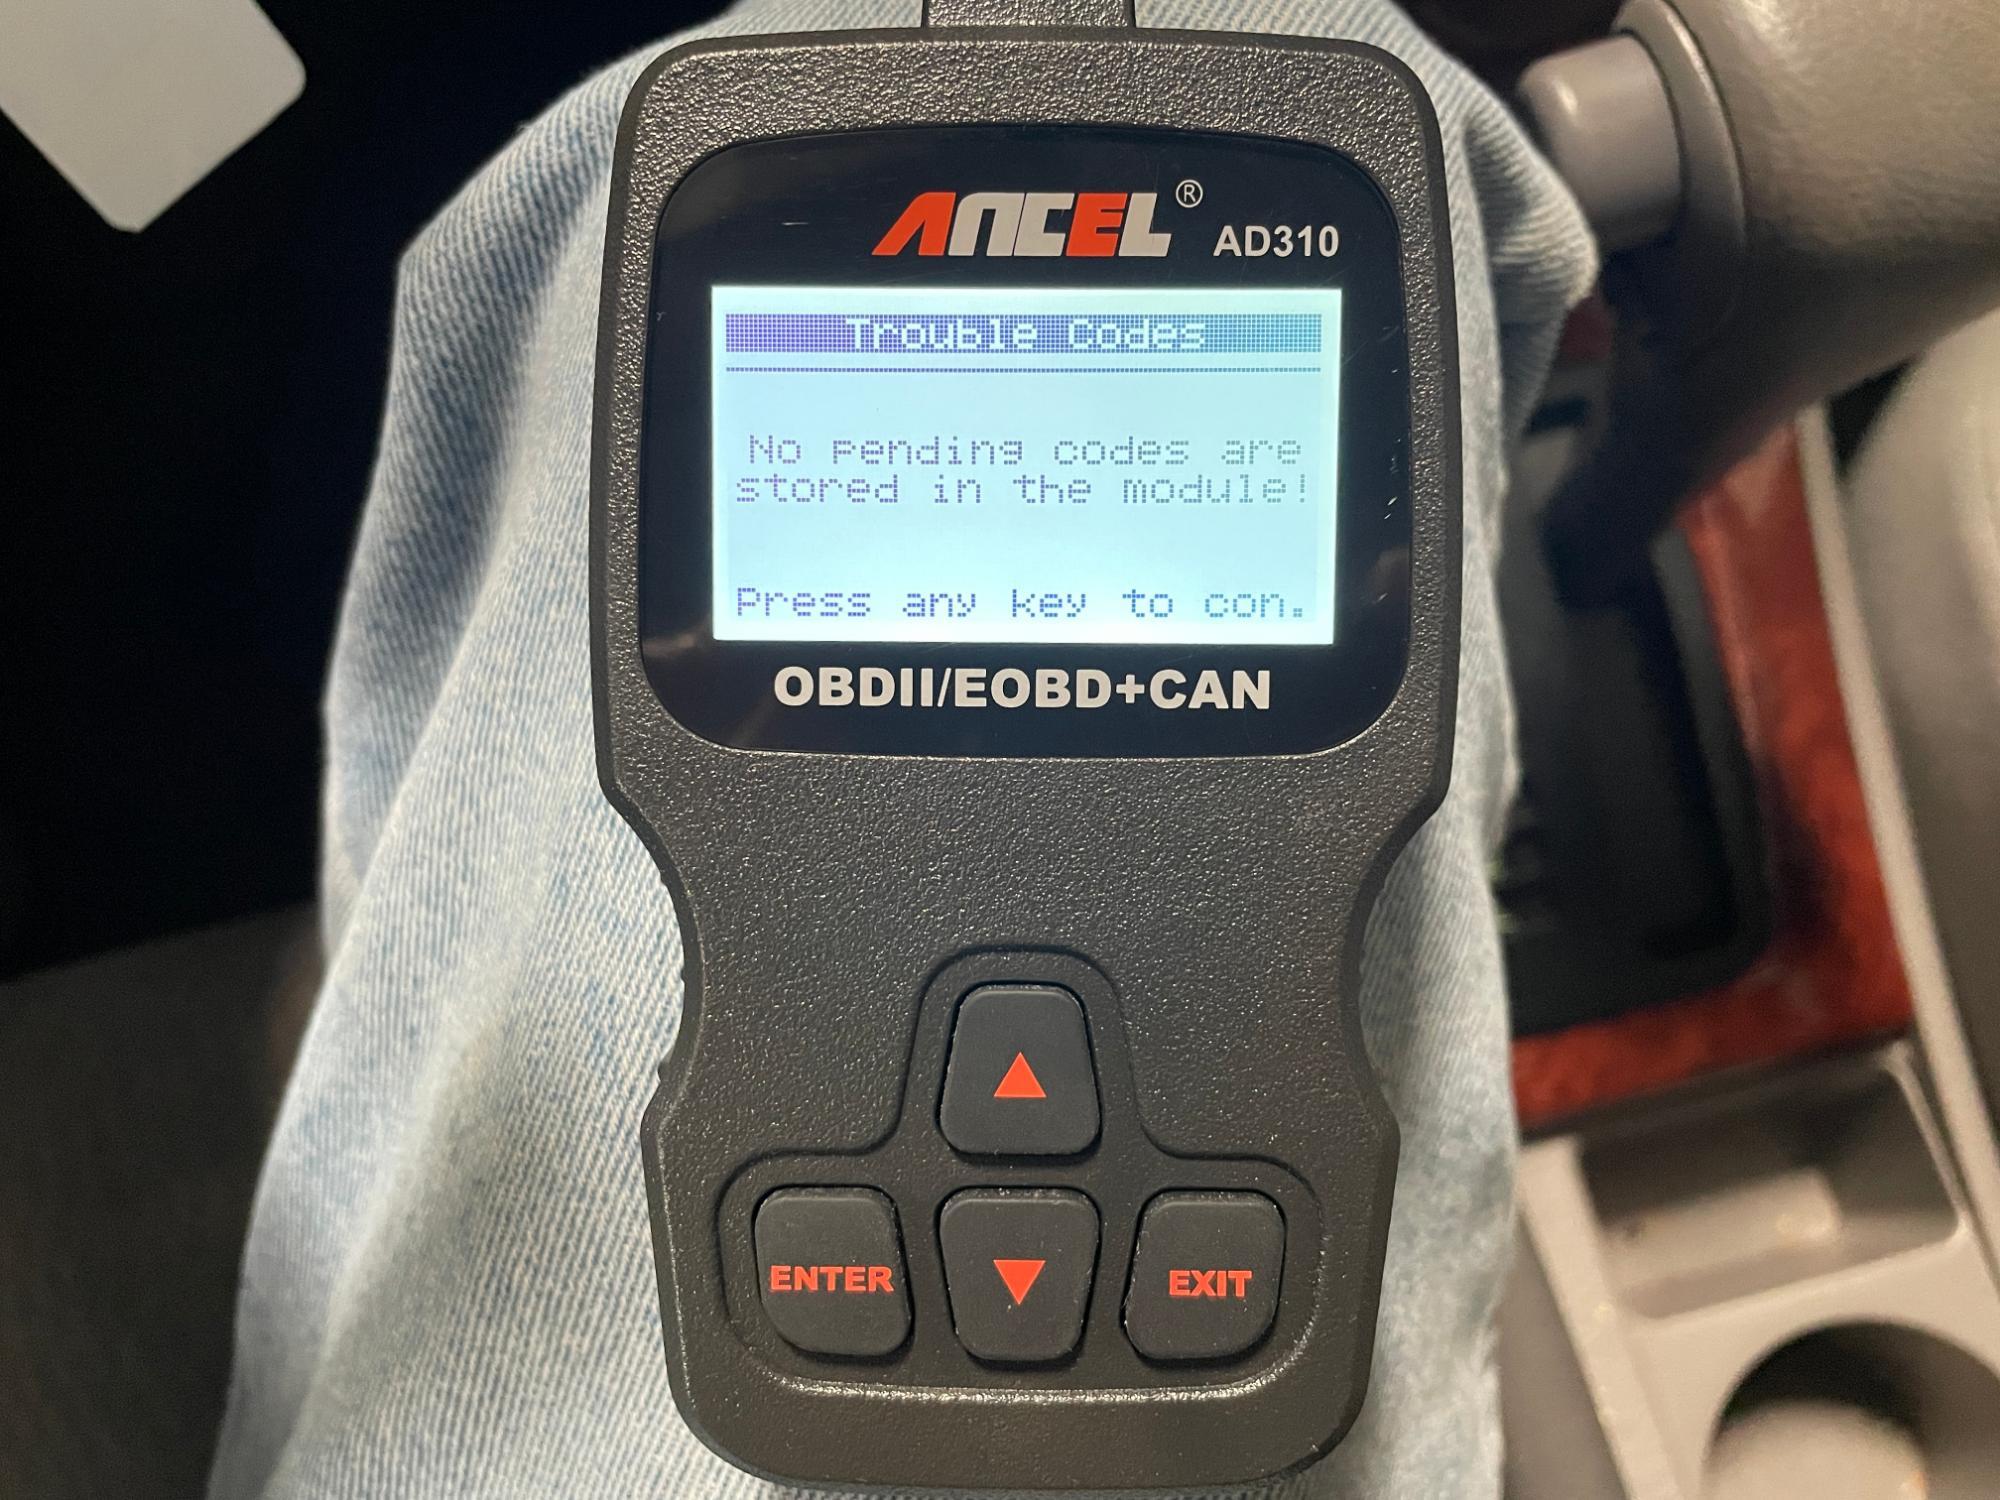 ANCEL® AD310
Trouble Codes
No pending codes are
stored in the module!
Press any key to con.
OBDII/EOBD+CAN
ENTER
EXIT